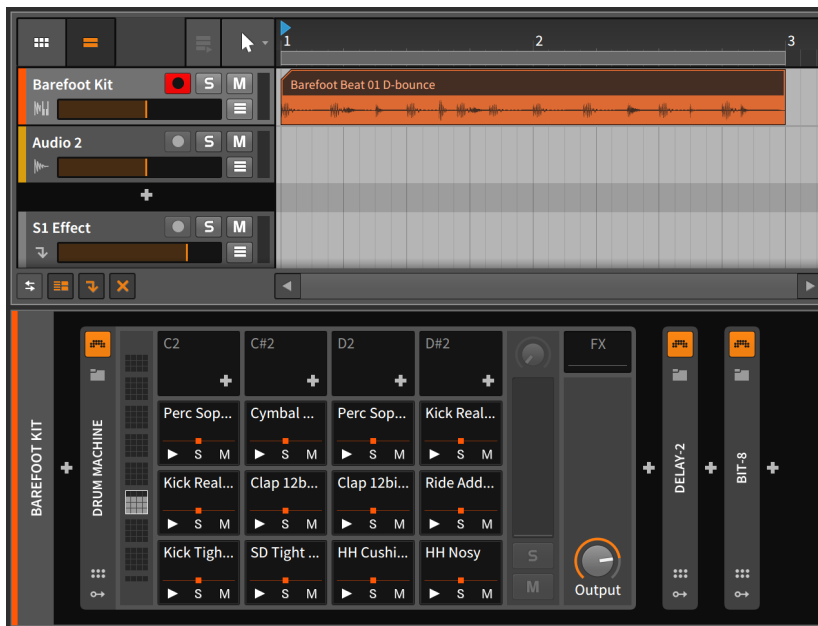 1 2 3
Barefoot Kit S M
Barefoot Beat 01 D-bounce
Audio 2 S M
S1 Effect S M
BAREFOOT KIT
DRUM MACHINE
C2 C#2 D2 D#2 FX
Perc Sop... Cymbal ... Perc Sop... Kick Real...
S M S M S M S M
Kick Real... Clap 12b... Clap 12bi... Ride Add...
S M S M S M S M
Kick Tigh... SD Tight ... HH Cushi... HH Nosy
S M S M S M S M
S
M
Output
DELAY-2
BIT-8